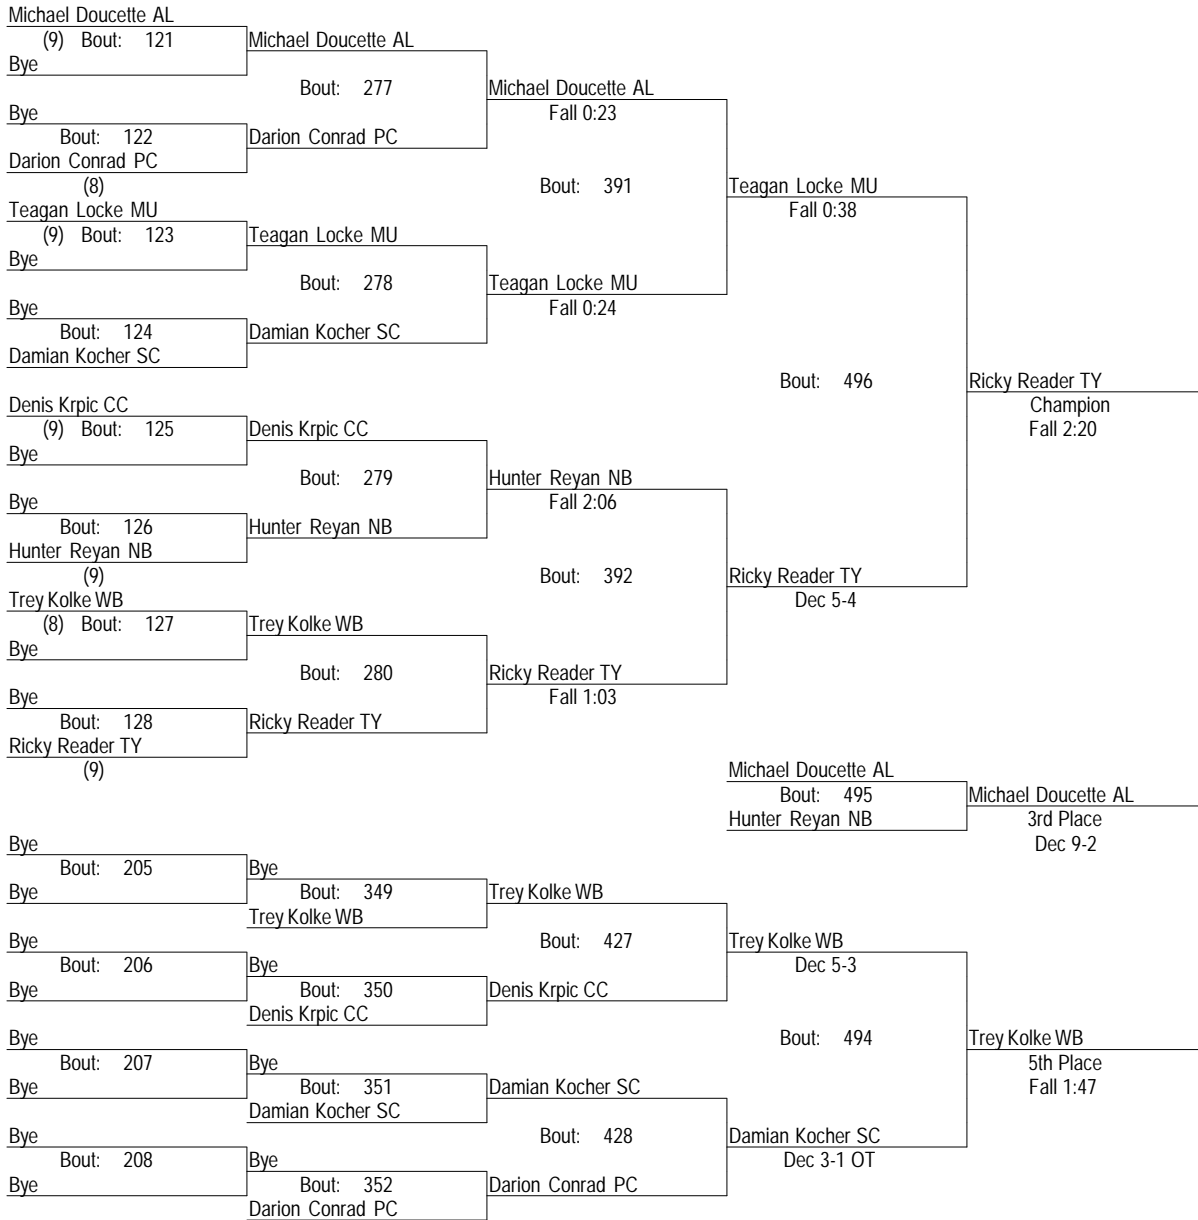 Michael Doucette AL
(9) Bout: 121
Michael Doucette AL
Bye
Bout: 277
Michael Doucette AL
Fall 0:23
Bye
Bout: 122
Darion Conrad PC
Darion Conrad PC
(8)
Bout: 391
Teagan Locke MU
Fall 0:38
Teagan Locke MU
(9) Bout: 123
Teagan Locke MU
Bye
Bout: 278
Teagan Locke MU
Fall 0:24
Bye
Bout: 124
Damian Kocher SC
Damian Kocher SC
Bout: 496
Ricky Reader TY
Champion
Fall 2:20
Denis Krpic CC
(9) Bout: 125
Denis Krpic CC
Bye
Bout: 279
Hunter Reyan NB
Fall 2:06
Bye
Bout: 126
Hunter Reyan NB
Hunter Reyan NB
(9)
Bout: 392
Ricky Reader TY
Dec 5-4
Trey Kolke WB
(8) Bout: 127
Trey Kolke WB
Bye
Bout: 280
Ricky Reader TY
Fall 1:03
Bye
Bout: 128
Ricky Reader TY
Ricky Reader TY
(9)
Michael Doucette AL
Bout: 495
Michael Doucette AL
Hunter Reyan NB
3rd Place
Dec 9-2
Bye
Bout: 205
Bye
Bye
Bout: 349
Trey Kolke WB
Trey Kolke WB
Bye
Bout: 427
Trey Kolke WB
Dec 5-3
Bout: 206
Bye
Bye
Bout: 350
Denis Krpic CC
Denis Krpic CC
Bye
Bout: 494
Trey Kolke WB
5th Place
Fall 1:47
Bout: 207
Bye
Bye
Bout: 351
Damian Kocher SC
Damian Kocher SC
Bye
Bout: 428
Damian Kocher SC
Dec 3-1 OT
Bout: 208
Bye
Bye
Bout: 352
Darion Conrad PC
Darion Conrad PC